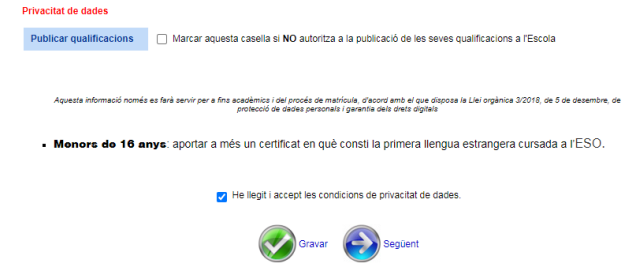 Privacitat de dades
Publicar qualificacions Marcar aquesta casella si NO autoritza a la publicació de les seves qualificacions a l'Escola
Aquesta informació només es farà servir per a fins acadèmics i del procés de matrícula, d'acord amb el que disposa la Llei orgànica 3/2018, de 5 de desembre, de
protecció de dades personals i garantia dels drets digitals
Monors do 16 anys: aportar a més un certificat en què consti la primera llengua estrangera cursada a l'ESO.
He llegit i accept les condicions de privacitat de dades.
Gravar Següent